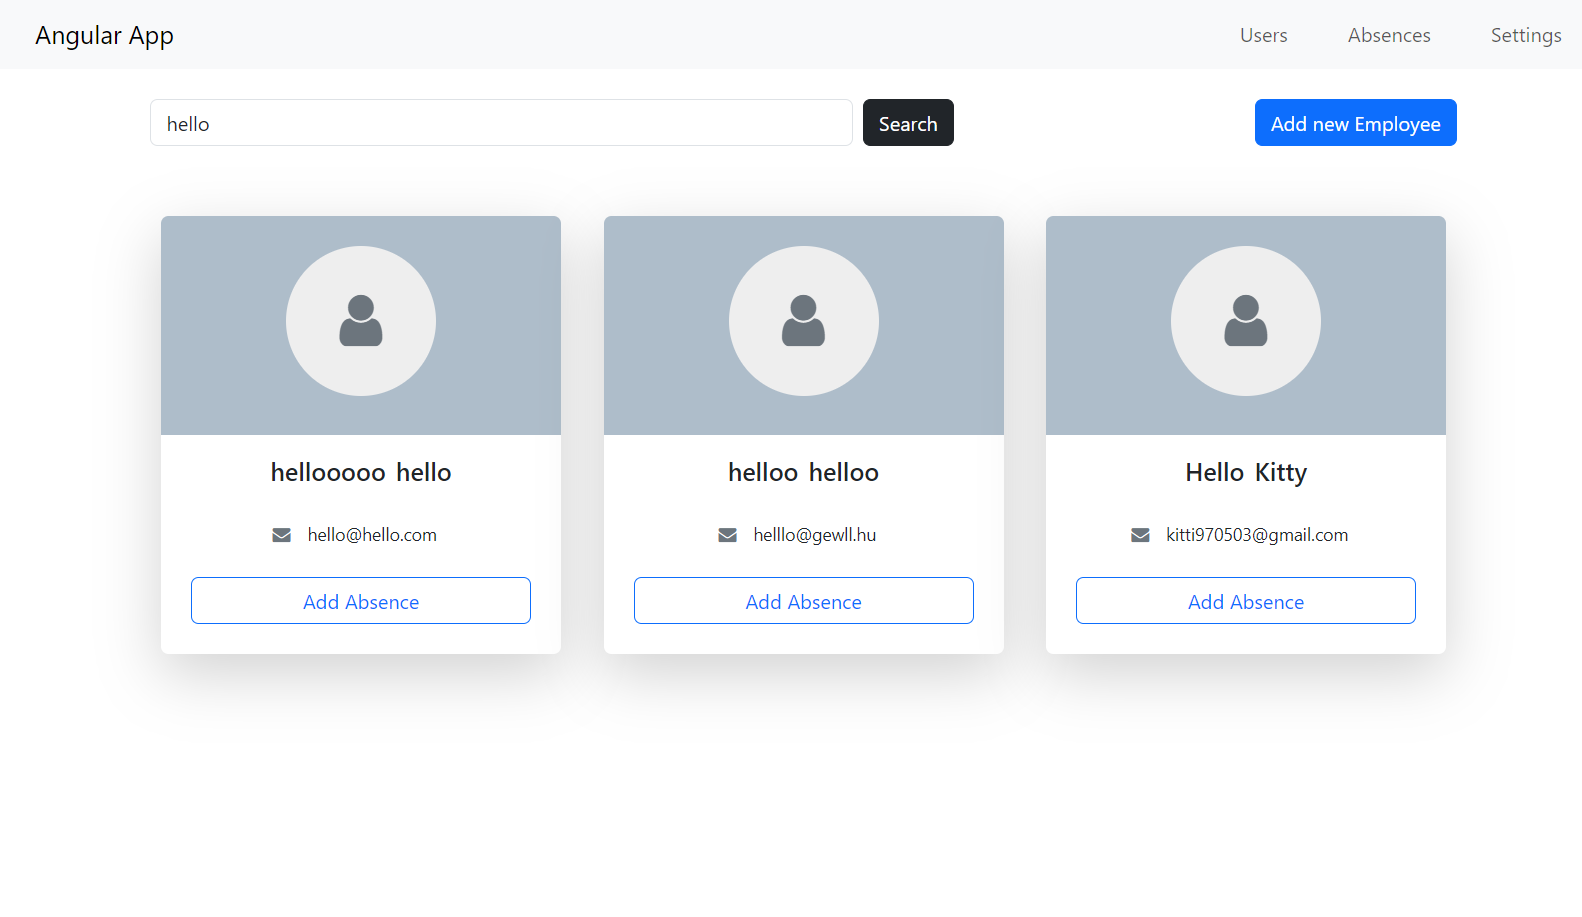 Angular App Users Absences Settings
hello Search Add new Employee
hellooooo hello
hello@hello.com
Add Absence
helloo helloo
helllo@gewll.hu
Add Absence
Hello Kitty
kitti970503@gmail.com
Add Absence